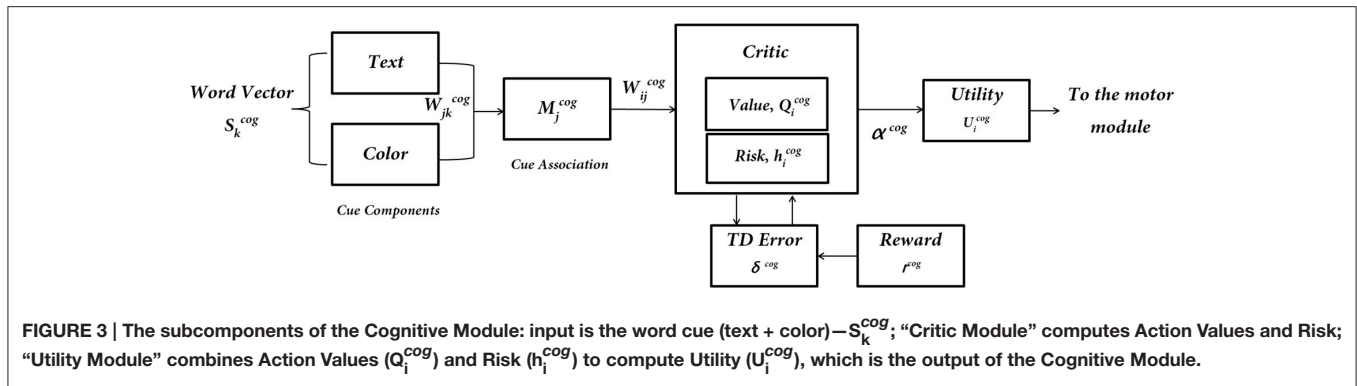 Word Vector
S_k^cog
Text
Color
Cue Components
W_jk^cog
M_j^cog
Cue Association
W_ij^cog
Critic
Value, Q_i^cog
Risk, h_i^cog
α^cog
Utility
U_i^cog
To the motor
module
TD Error
δ^cog
Reward
r^cog
FIGURE 3 | The subcomponents of the Cognitive Module: input is the word cue (text + color)—S_k^cog; “Critic Module” computes Action Values and Risk;
“Utility Module” combines Action Values (Q_i^cog) and Risk (h_i^cog) to compute Utility (U_i^cog), which is the output of the Cognitive Module.